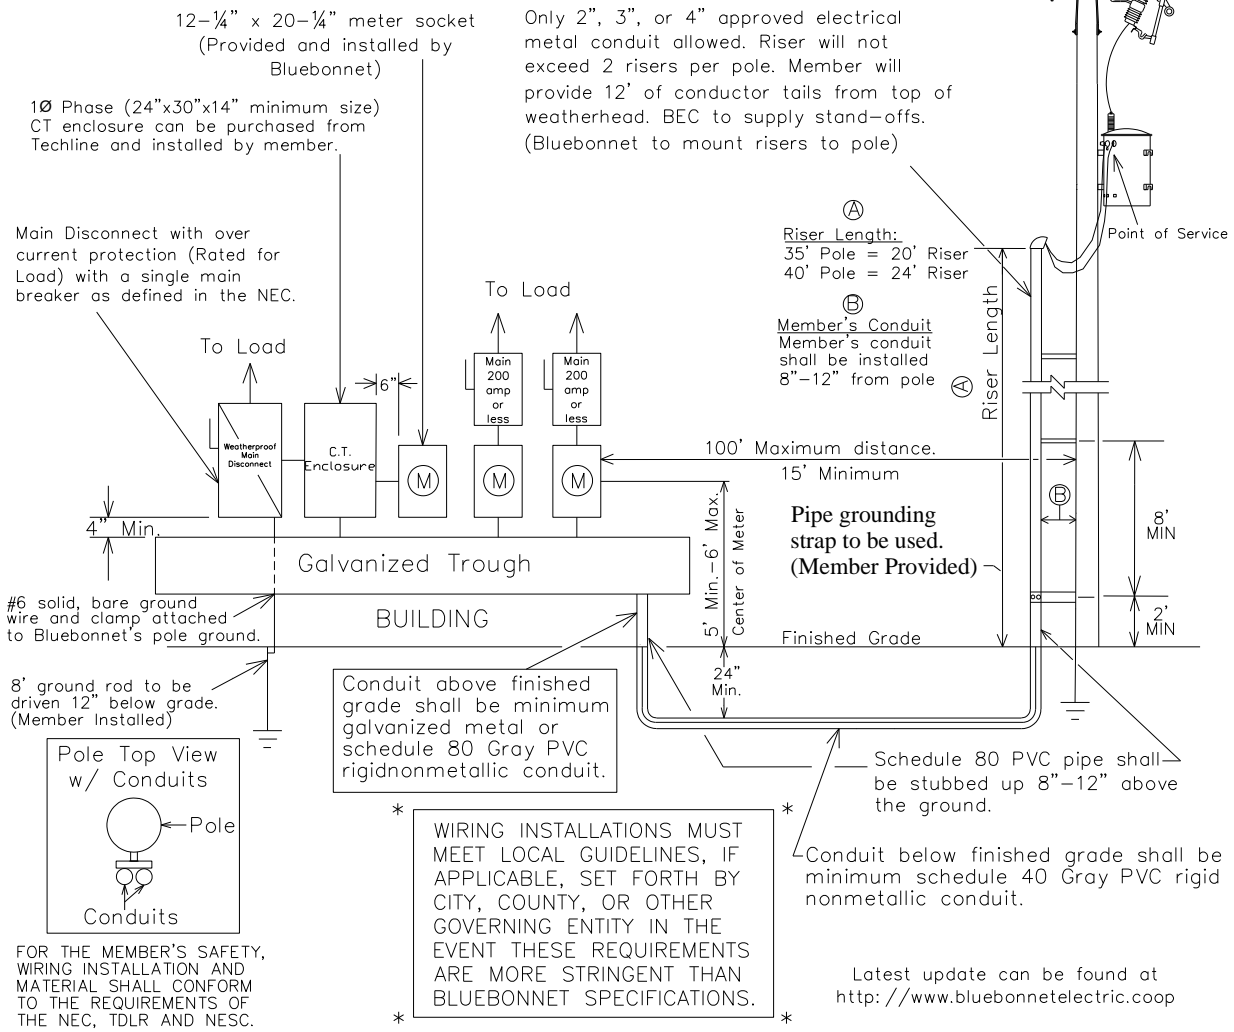 12-¼" x 20-¼" meter socket
(Provided and installed by
Bluebonnet)
Only 2", 3", or 4" approved electrical
metal conduit allowed. Riser will not
exceed 2 risers per pole. Member will
provide 12' of conductor tails from top of
weatherhead. BEC to supply stand-offs.
(Bluebonnet to mount risers to pole)
1Ø Phase (24"x30"x14" minimum size)
CT enclosure can be purchased from
Techline and installed by member.
Main Disconnect with over
current protection (Rated for
Load) with a single main
breaker as defined in the NEC.
A
Riser Length:
35' Pole = 20' Riser
40' Pole = 24' Riser
Point of Service
B
Member's Conduit
Member's conduit
shall be installed
8"-12" from pole
A
Riser Length
To Load
To Load
Main
200
amp
or
less
Main
200
amp
or
less
6"
Weatherproof
Main
Disconnect
C.T.
Enclosure
M
M
M
100' Maximum distance.
15' Minimum
B
8'
MIN
4" Min.
Galvanized Trough
5' Min.-6' Max.
Center of Meter
Pipe grounding
strap to be used.
(Member Provided)
#6 solid, bare ground
wire and clamp attached
to Bluebonnet's pole ground.
BUILDING
Finished Grade
2'
MIN
8' ground rod to be
driven 12" below grade.
(Member Installed)
Conduit above finished
grade shall be minimum
galvanized metal or
schedule 80 Gray PVC
rigidnonmetallic conduit.
24"
Min.
Pole Top View
w/ Conduits
Pole
Conduits
Schedule 80 PVC pipe shall
be stubbed up 8"-12" above
the ground.
* *
WIRING INSTALLATIONS MUST
MEET LOCAL GUIDELINES, IF
APPLICABLE, SET FORTH BY
CITY, COUNTY, OR OTHER
GOVERNING ENTITY IN THE
EVENT THESE REQUIREMENTS
ARE MORE STRINGENT THAN
BLUEBONNET SPECIFICATIONS.
* *
Conduit below finished grade shall be
minimum schedule 40 Gray PVC rigid
nonmetallic conduit.
FOR THE MEMBER'S SAFETY,
WIRING INSTALLATION AND
MATERIAL SHALL CONFORM
TO THE REQUIREMENTS OF
THE NEC, TDLR AND NESC.
Latest update can be found at
http://www.bluebonnetelectric.coop